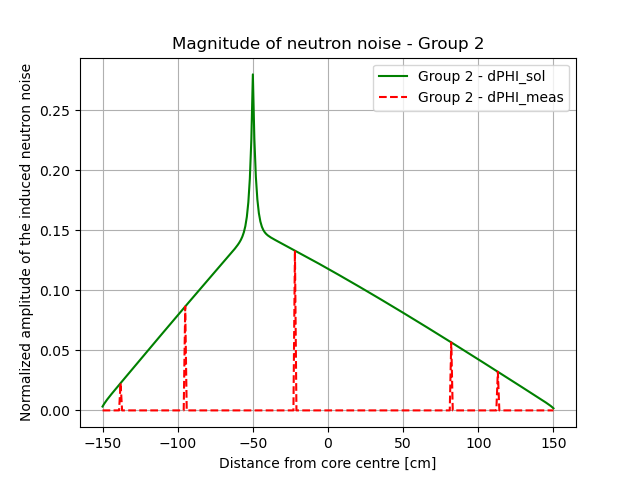 Magnitude of neutron noise - Group 2
Normalized amplitude of the induced neutron noise
0.25
0.20
0.15
0.10
0.05
0.00
Group 2 - dPHI_sol
Group 2 - dPHI_meas
−150 −100 −50 0 50 100 150
Distance from core centre [cm]